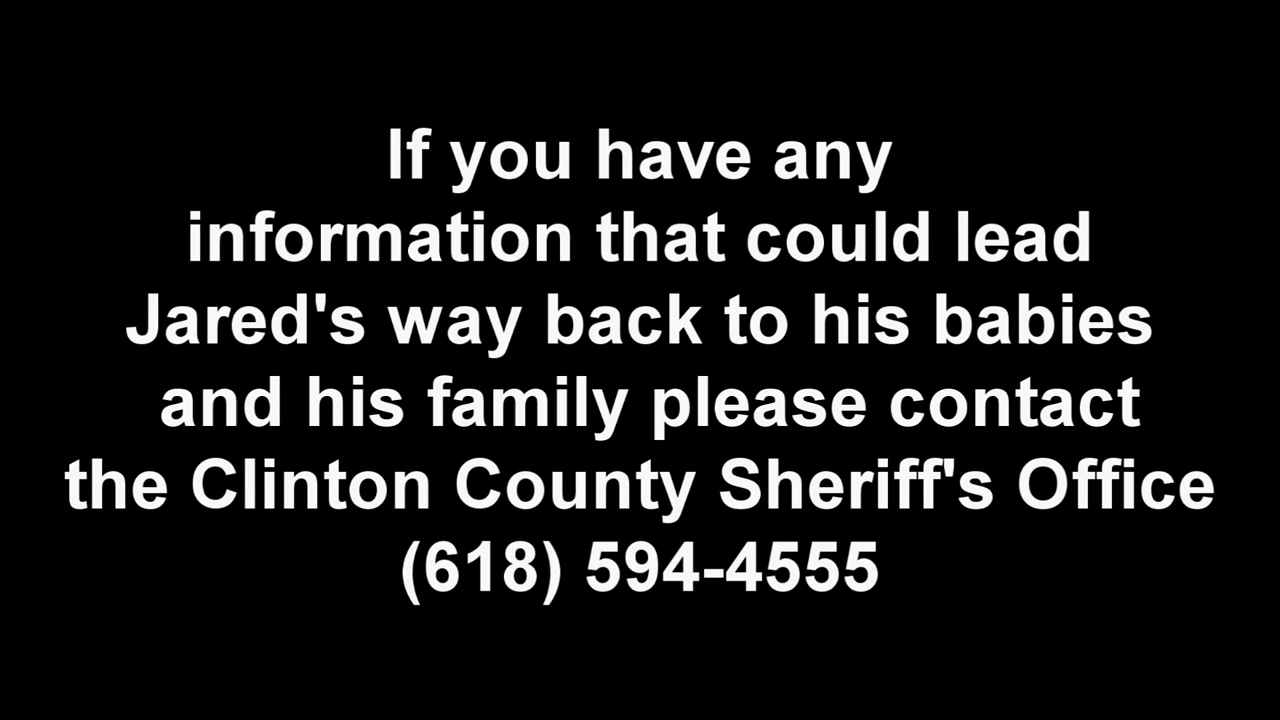 If you have any
information that could lead
Jared's way back to his babies
and his family please contact
the Clinton County Sheriff's Office
(618) 594-4555